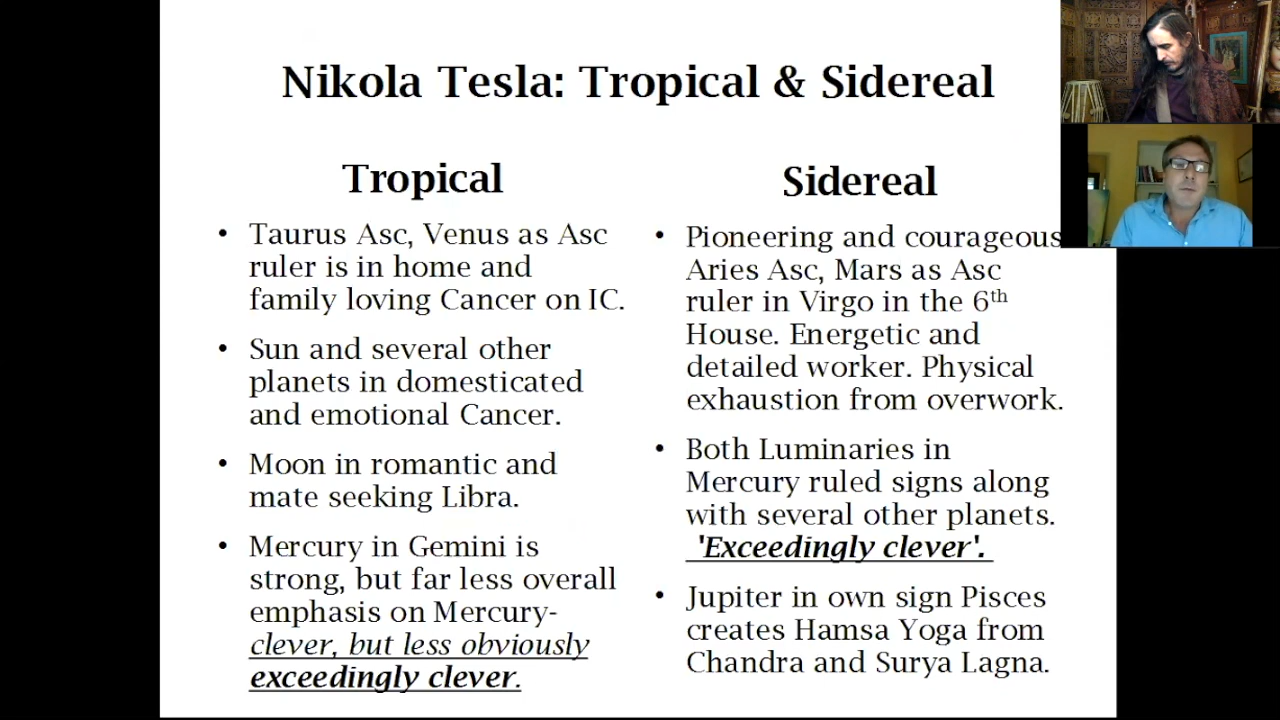 Nikola Tesla: Tropical & Sidereal
Tropical
• Taurus Asc, Venus as Asc
ruler is in home and
family loving Cancer on IC.
• Sun and several other
planets in domesticated
and emotional Cancer.
• Moon in romantic and
mate seeking Libra.
• Mercury in Gemini is
strong, but far less overall
emphasis on Mercury-
clever, but less obviously
exceedingly clever.
Sidereal
• Pioneering and courageous
Aries Asc, Mars as Asc
ruler in Virgo in the 6th
House. Energetic and
detailed worker. Physical
exhaustion from overwork.
• Both Luminaries in
Mercury ruled signs along
with several other planets.
'Exceedingly clever'.
• Jupiter in own sign Pisces
creates Hamsa Yoga from
Chandra and Surya Lagna.